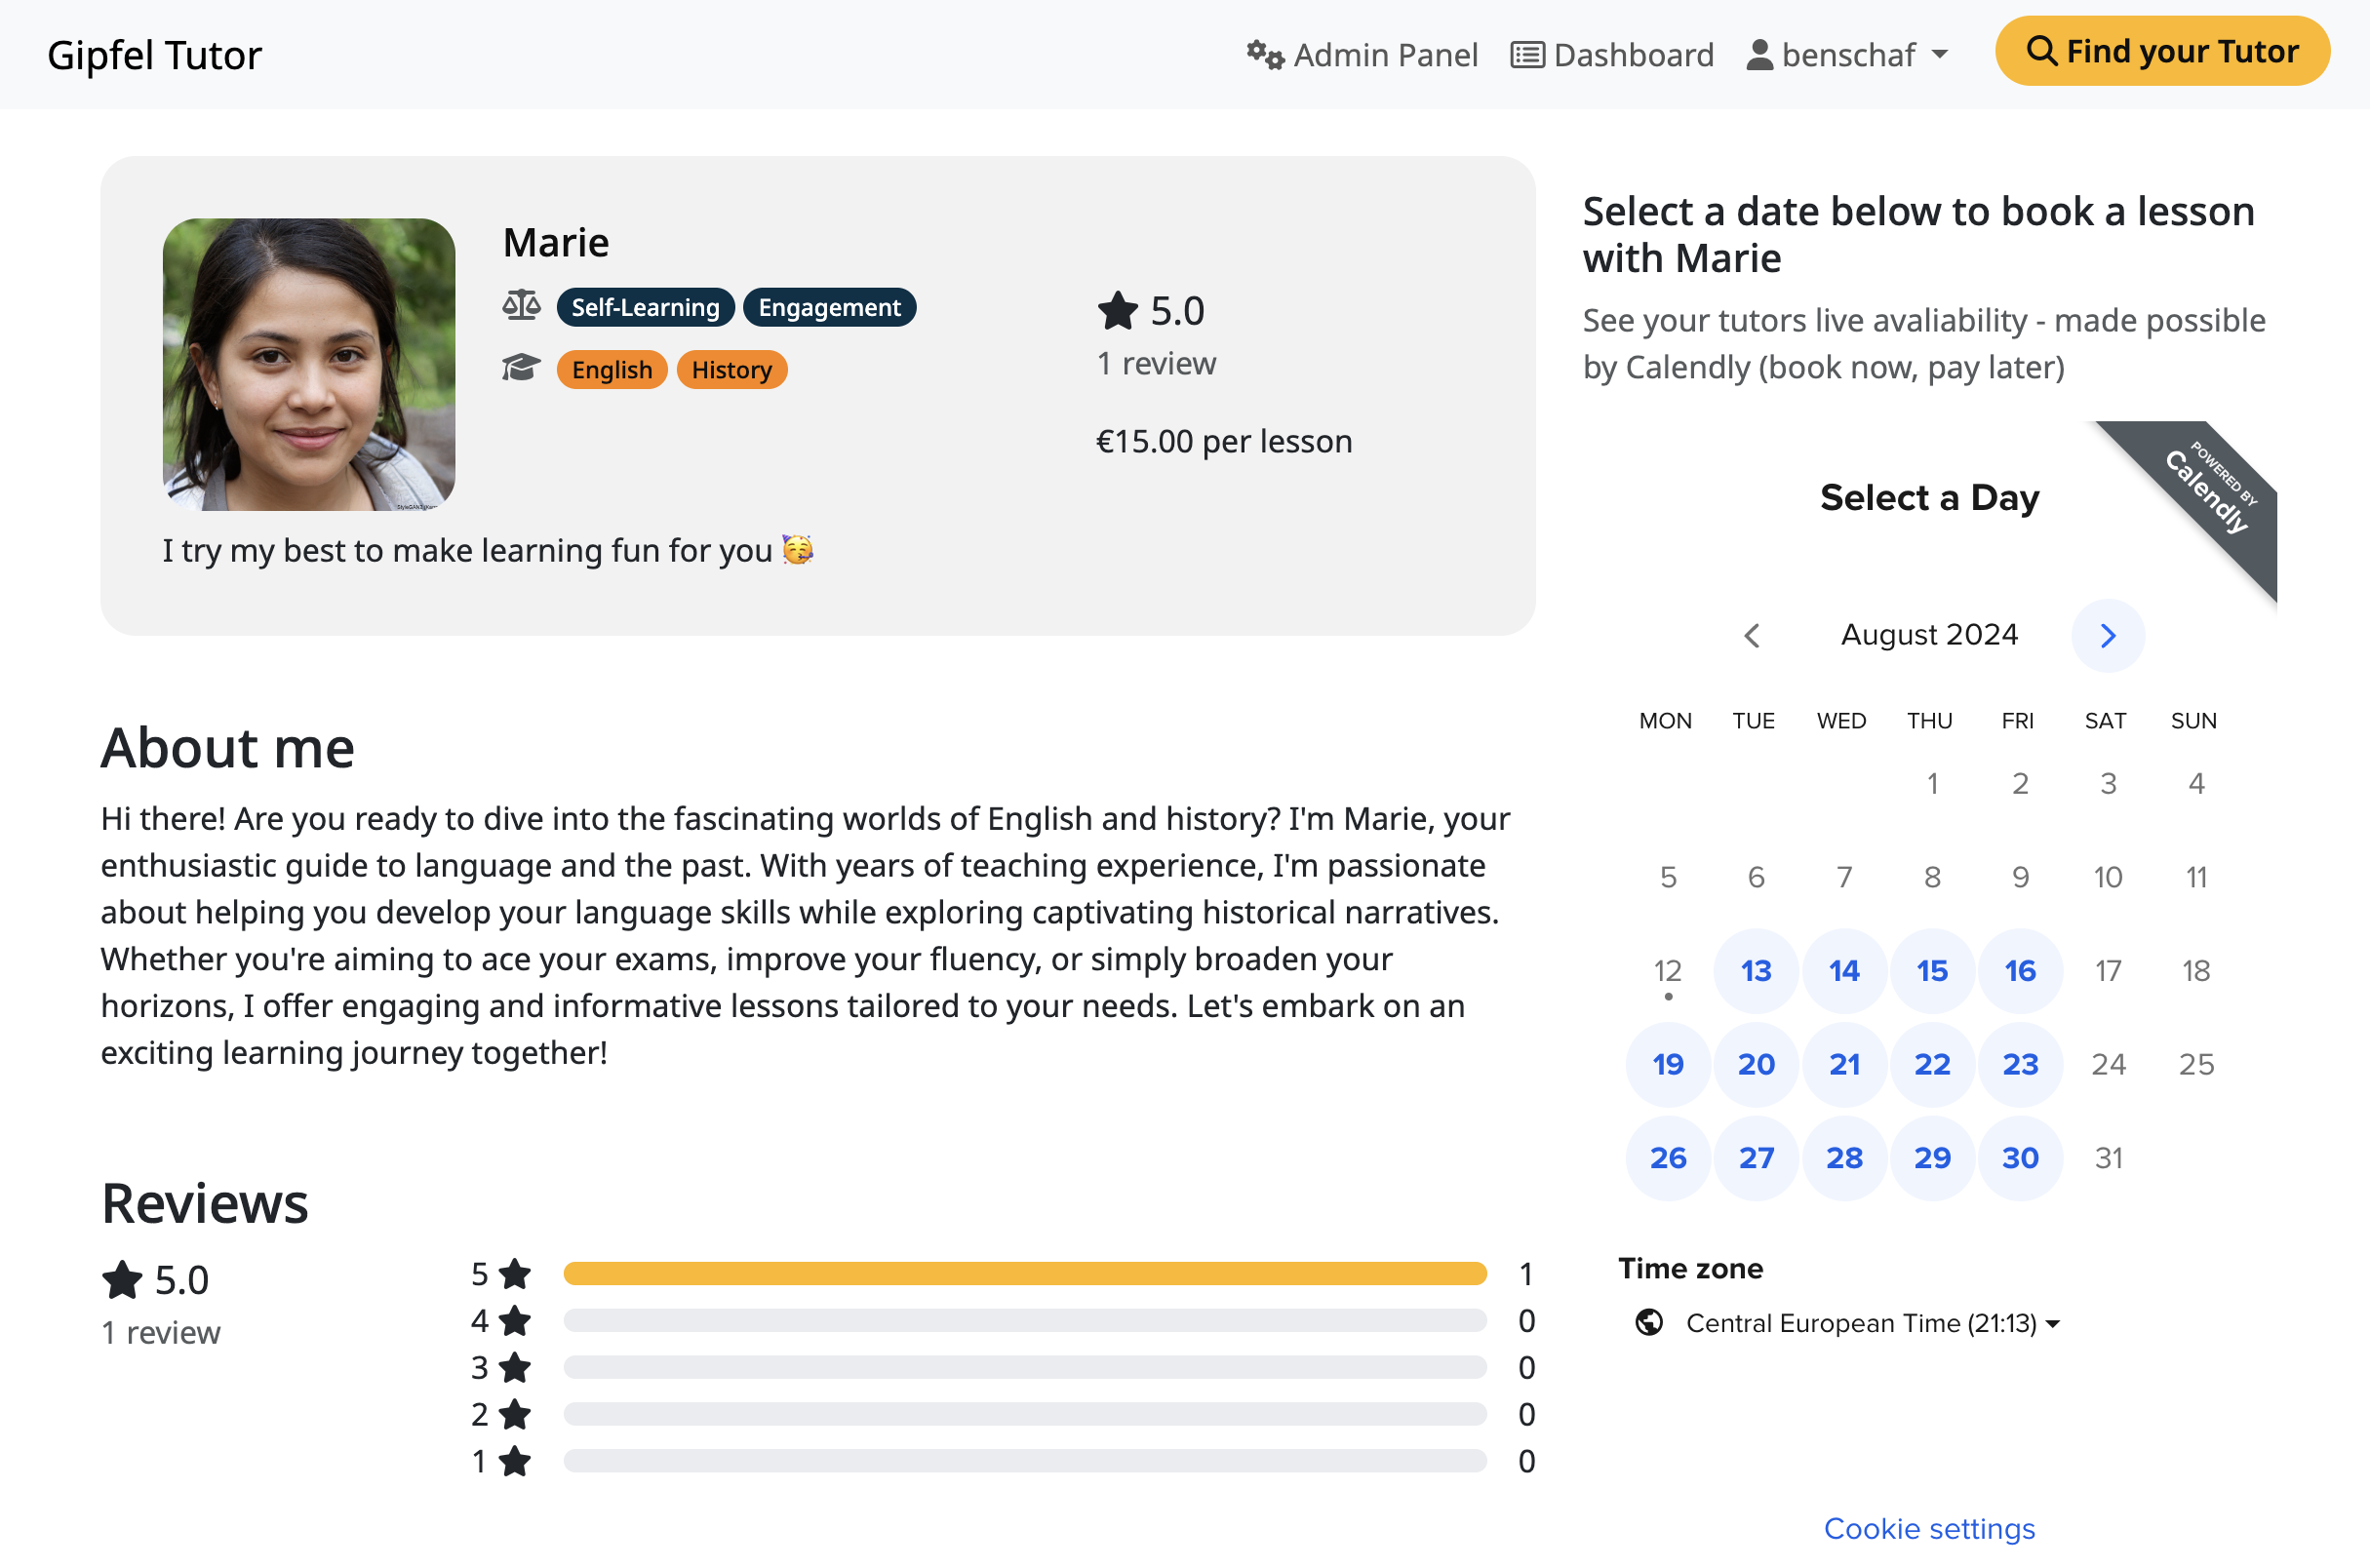 Gipfel Tutor
Admin Panel
Dashboard
benschaf
Find your Tutor
Marie
Self-Learning Engagement
English History
5.0
1 review
€15.00 per lesson
I try my best to make learning fun for you 🥳
About me
Hi there! Are you ready to dive into the fascinating worlds of English and history? I'm Marie, your
enthusiastic guide to language and the past. With years of teaching experience, I'm passionate
about helping you develop your language skills while exploring captivating historical narratives.
Whether you're aiming to ace your exams, improve your fluency, or simply broaden your
horizons, I offer engaging and informative lessons tailored to your needs. Let's embark on an
exciting learning journey together!
Reviews
5.0
1 review
5 1
4 0
3 0
2 0
1 0
Select a date below to book a lesson
with Marie
See your tutors live avaliability - made possible
by Calendly (book now, pay later)
POWERED BY
Calendly
Select a Day
August 2024
MON TUE WED THU FRI SAT SUN
1 2 3 4
5 6 7 8 9 10 11
12 13 14 15 16 17 18
19 20 21 22 23 24 25
26 27 28 29 30 31
Time zone
Central European Time (21:13)
Cookie settings